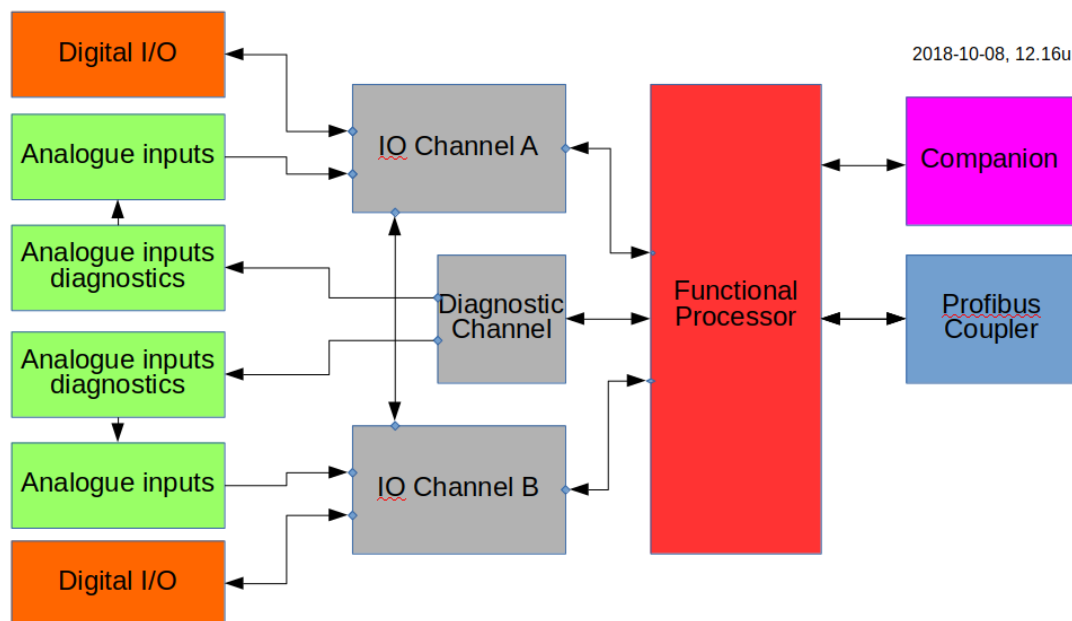 Digital I/O
2018-10-08, 12.16u
Analogue inputs
IO Channel A
Companion
Analogue inputs
diagnostics
Diagnostic
Channel
Functional
Processor
Profibus
Coupler
Analogue inputs
diagnostics
Analogue inputs
IO Channel B
Digital I/O